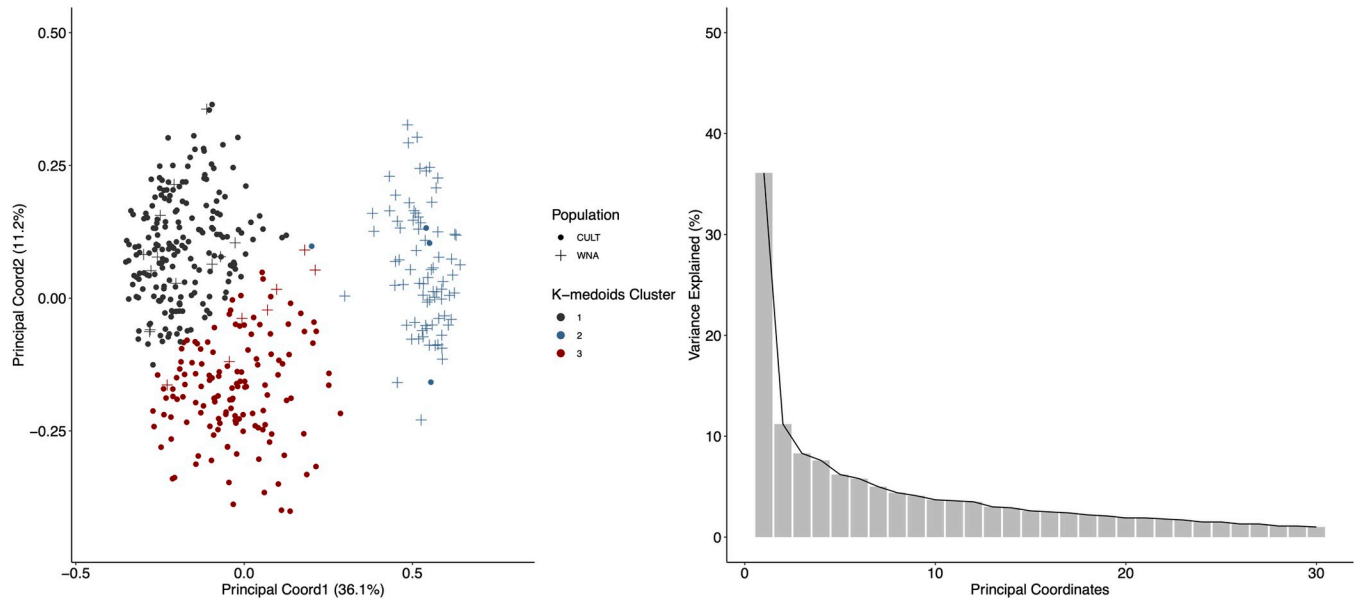 0.50
0.25
0.00
−0.25
−0.5
0.0
0.5
Principal Coord2 (11.2%)
Principal Coord1 (36.1%)
Population
CULT
WNA
K−medoids Cluster
1
2
3
50
40
30
20
10
0
0
10
20
30
Variance Explained (%)
Principal Coordinates